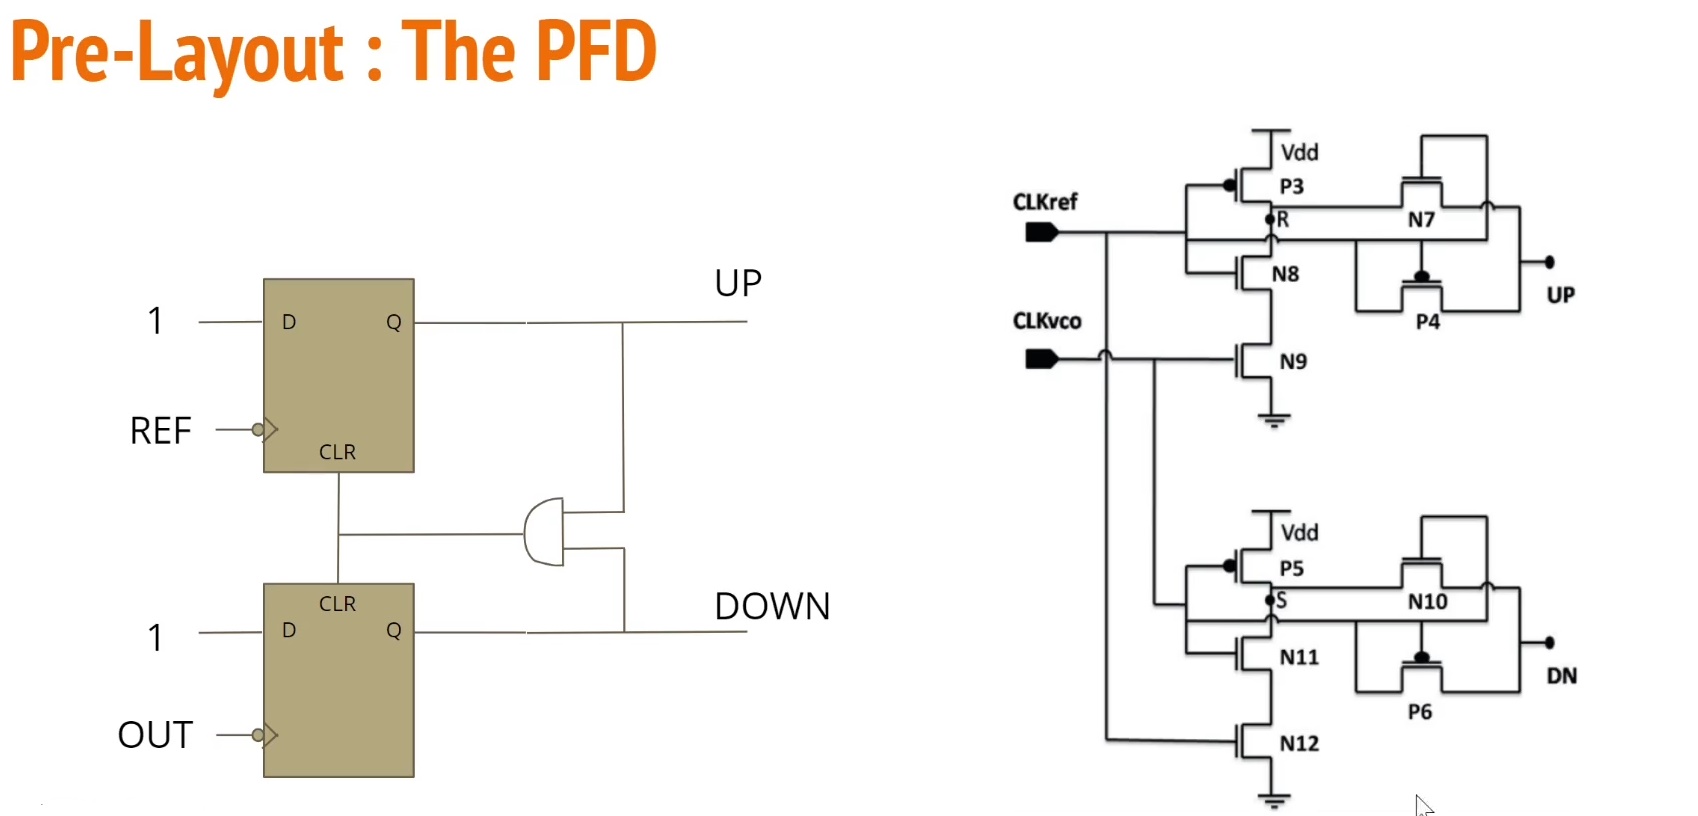 Pre-Layout : The PFD
UP
1
D
Q
REF
CLR
CLR
1
D
Q
DOWN
OUT
Vdd
P3
CLKref
R
N7
N8
UP
P4
CLKvco
N9
Vdd
P5
S
N10
N11
DN
P6
N12